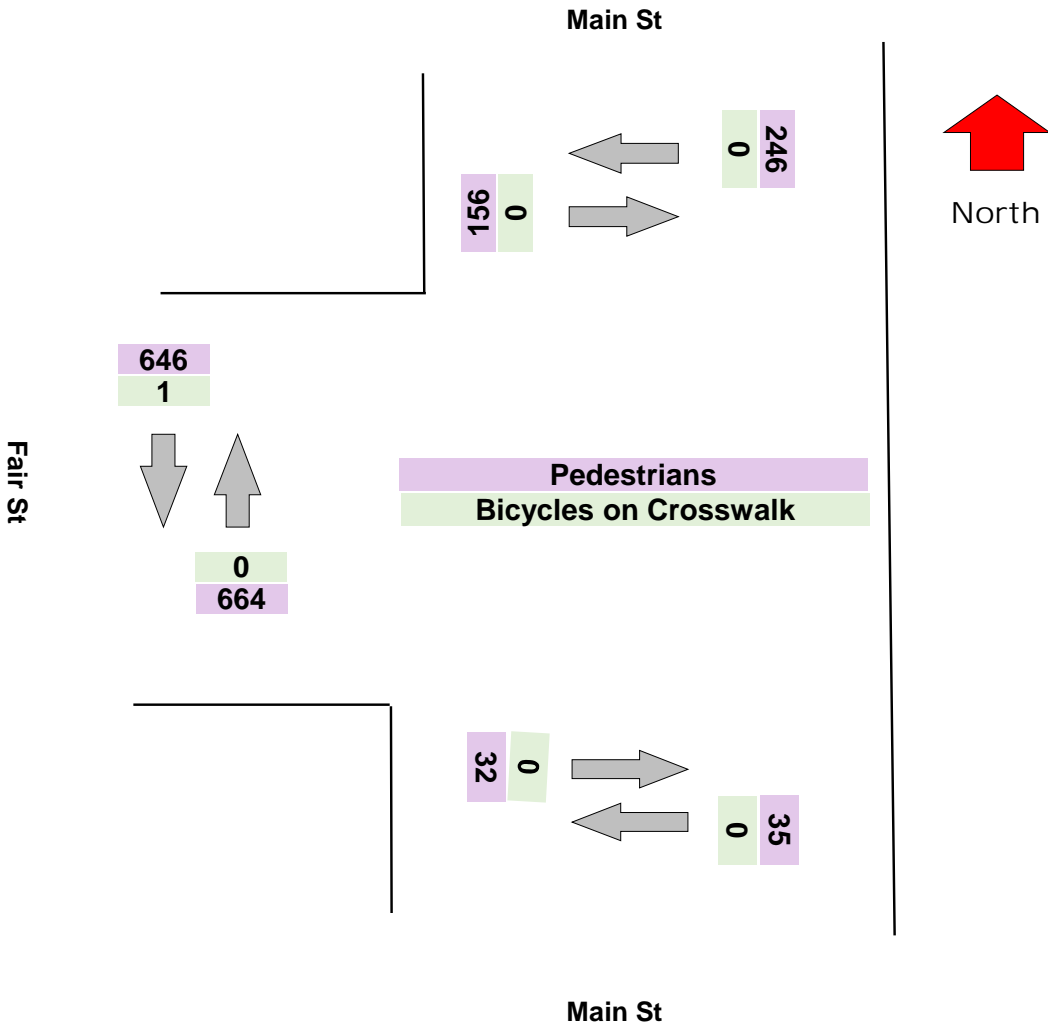 Main St
246
0
156
0
North
646
1
Fair St
Pedestrians
Bicycles on Crosswalk
0
664
32
0
35
0
Main St